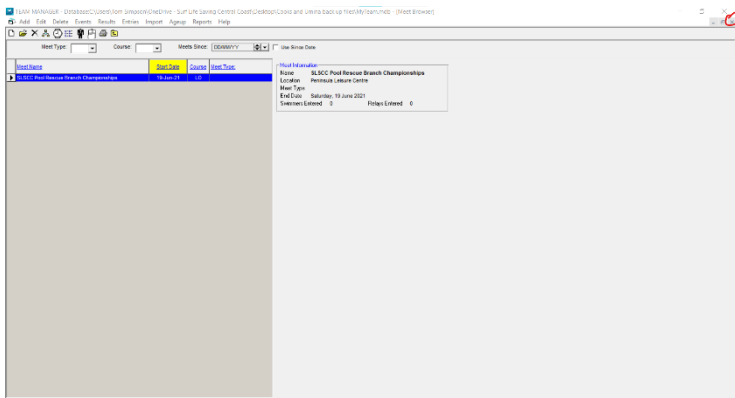 TEAM MANAGER - Database:C:\Users\Tom Simpson\OneDrive - Surf Life Saving Central Coast\Desktop\Cooks and Umina back up files\MyTeam.mdb - [Meet Browser]
Add Edit Delete Events Results Entries Import Ageup Reports Help
Meet Type: Course: Meets Since: DD/MM/YY Use Since Date
Meet Name Start Date Course Meet Type
SLSCC Pool Rescue Branch Championships 19-Jun-21 LO
Meet Information
Name SLSCC Pool Rescue Branch Championships
Location Peninsula Leisure Centre
Meet Type
End Date Saturday, 19 June 2021
Swimmers Entered 0 Relays Entered 0